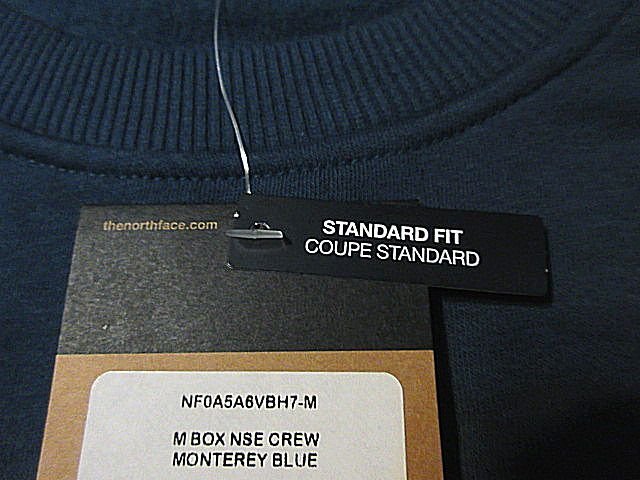 thenorthface.com
STANDARD FIT
COUPE STANDARD
NF0A5A6VBH7-M
M BOX NSE CREW
MONTEREY BLUE